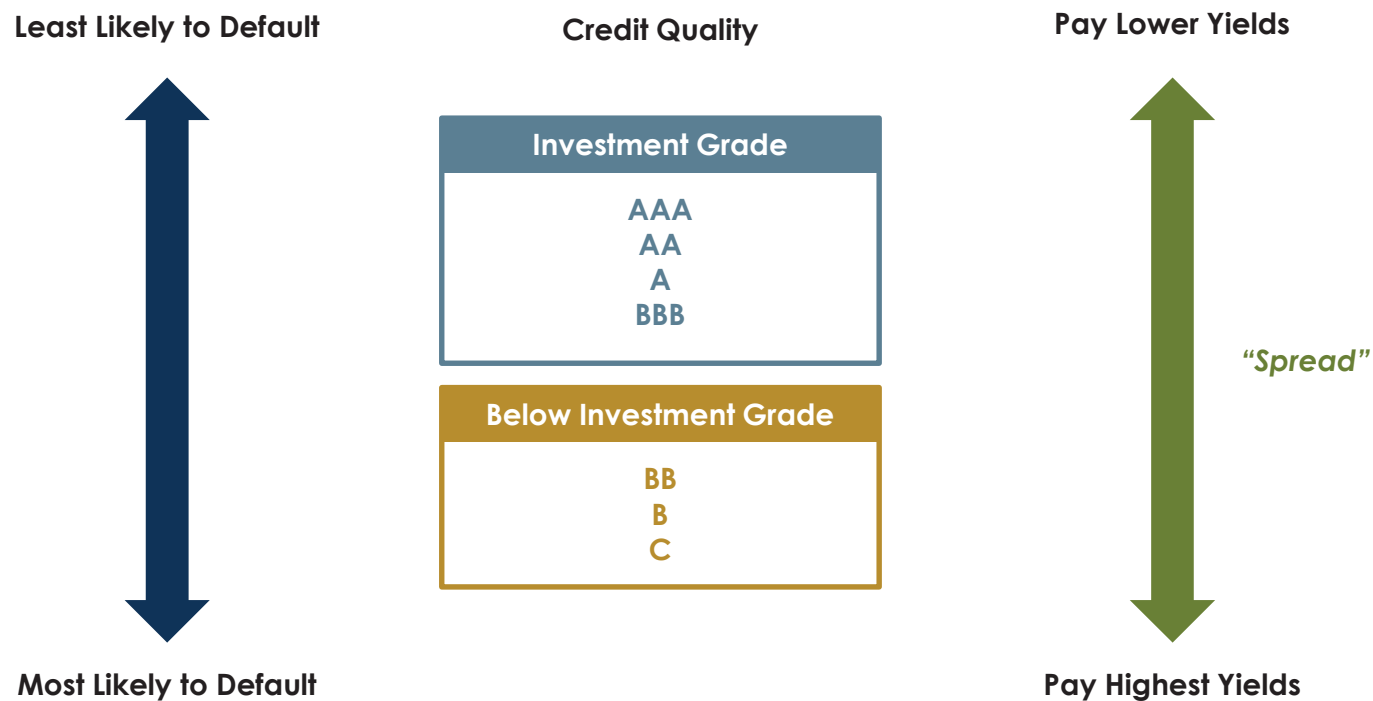 Least Likely to Default
Credit Quality
Pay Lower Yields
Investment Grade
AAA
AA
A
BBB
“Spread”
Below Investment Grade
BB
B
C
Most Likely to Default
Pay Highest Yields